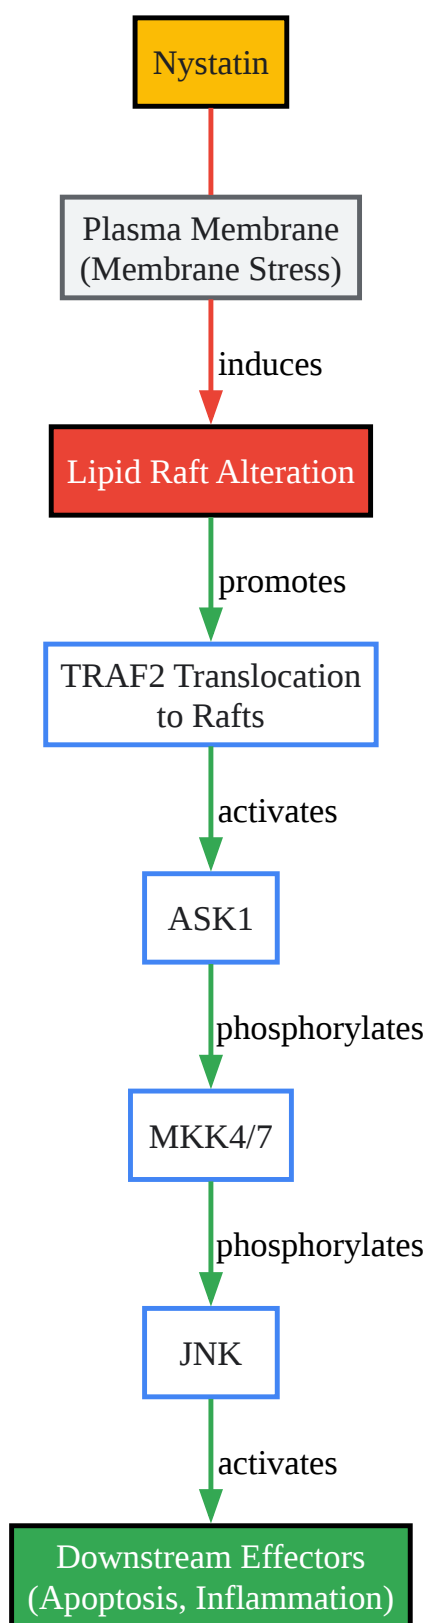 Nystatin
Plasma Membrane
(Membrane Stress)
induces
Lipid Raft Alteration
promotes
TRAF2 Translocation
to Rafts
activates
ASK1
phosphorylates
MKK4/7
phosphorylates
JNK
activates
Downstream Effectors
(Apoptosis, Inflammation)